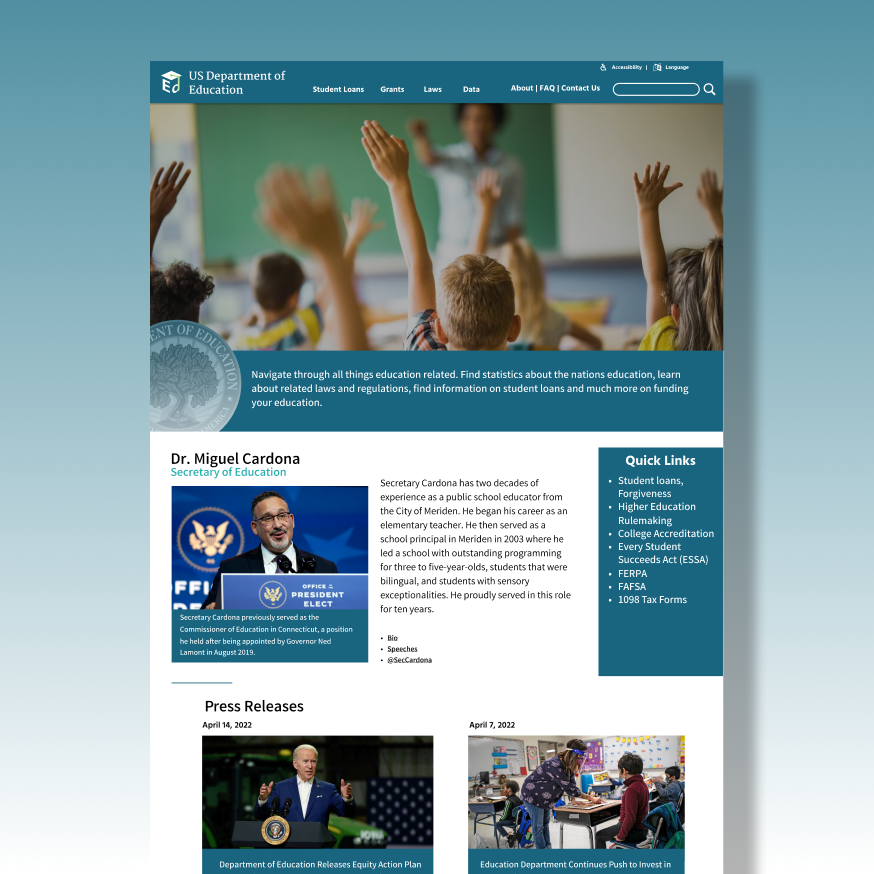 Accessibility |
Language
US Department of
Education
Student Loans
Grants
Laws
Data
About | FAQ | Contact Us
NT OF EDUCATION
Navigate through all things education related. Find statistics about the nations education, learn
about related laws and regulations, find information on student loans and much more on funding
your education.
Dr. Miguel Cardona
Secretary of Education
OFFICE OF THE
PRESIDENT
ELECT
Secretary Cardona previously served as the
Commissioner of Education in Connecticut, a position
he held after being appointed by Governor Ned
Lamont in August 2019.
Secretary Cardona has two decades of
experience as a public school educator from
the City of Meriden. He began his career as an
elementary teacher. He then served as a
school principal in Meriden in 2003 where he
led a school with outstanding programming
for three to five-year-olds, students that were
bilingual, and students with sensory
exceptionalities. He proudly served in this role
for ten years.
• Bio
• Speeches
• @SecCardona
Quick Links
• Student loans,
Forgiveness
• Higher Education
Rulemaking
• College Accreditation
• Every Student
Succeeds Act (ESSA)
• FERPA
• FAFSA
• 1098 Tax Forms
Press Releases
April 14, 2022
Department of Education Releases Equity Action Plan
April 7, 2022
Education Department Continues Push to Invest in